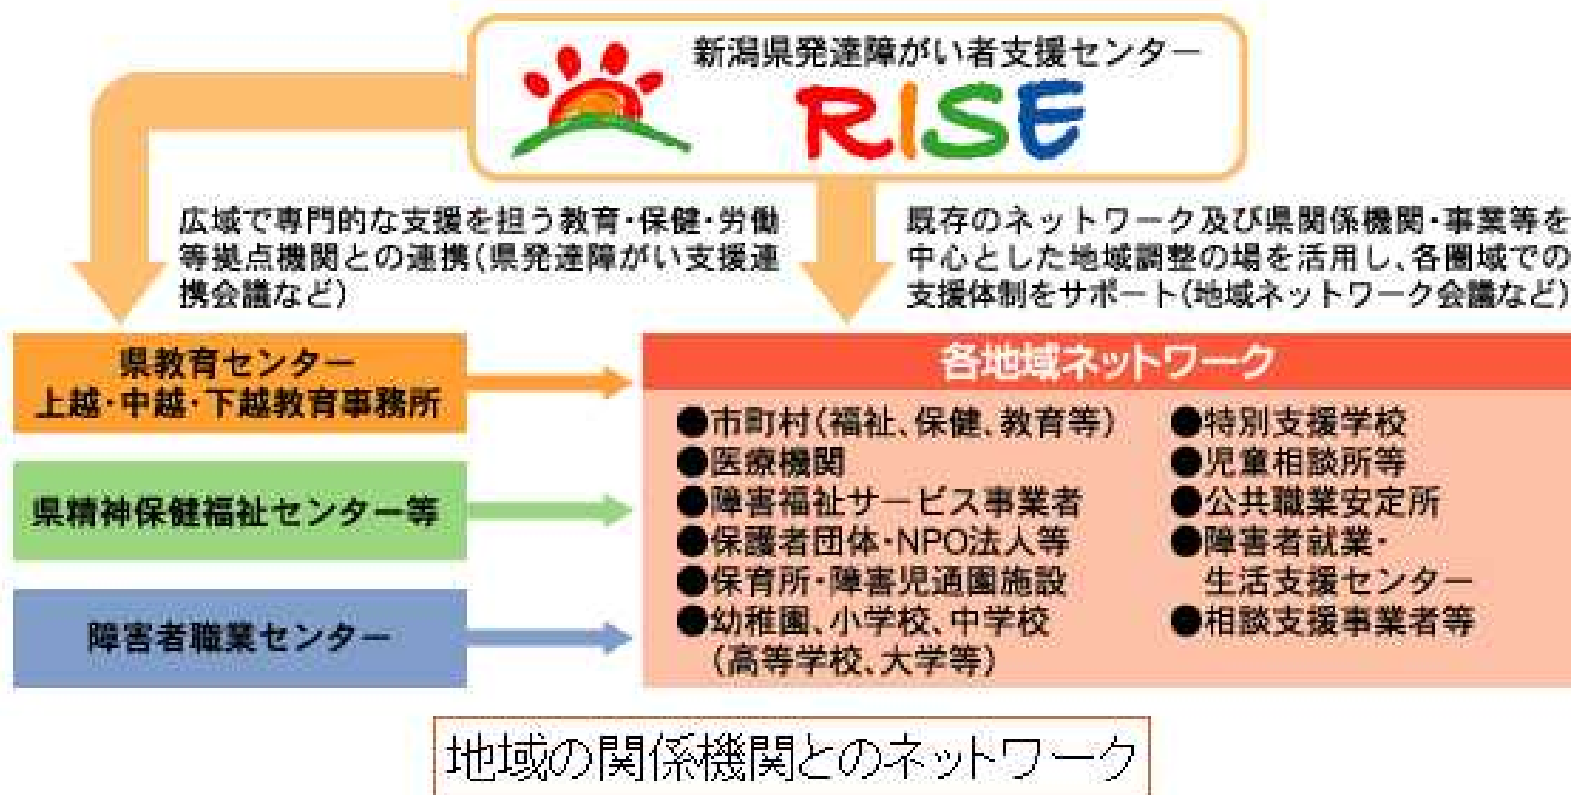 新潟県発達障がい者支援センター
RISE
広域で専門的な支援を担う教育・保健・労働
等拠点機関との連携(県発達障がい支援連
携会議など)
既存のネットワーク及び県関係機関・事業等を
中心とした地域調整の場を活用し、各圏域での
支援体制をサポート(地域ネットワーク会議など)
県教育センター
上越・中越・下越教育事務所
県精神保健福祉センター等
障害者職業センター
各地域ネットワーク
●市町村(福祉、保健、教育等)
●医療機関
●障害福祉サービス事業者
●保護者団体・NPO法人等
●保育所・障害児通園施設
●幼稚園、小学校、中学校
(高等学校、大学等)
●特別支援学校
●児童相談所等
●公共職業安定所
●障害者就業・
生活支援センター
●相談支援事業者等
地域の関係機関とのネットワーク